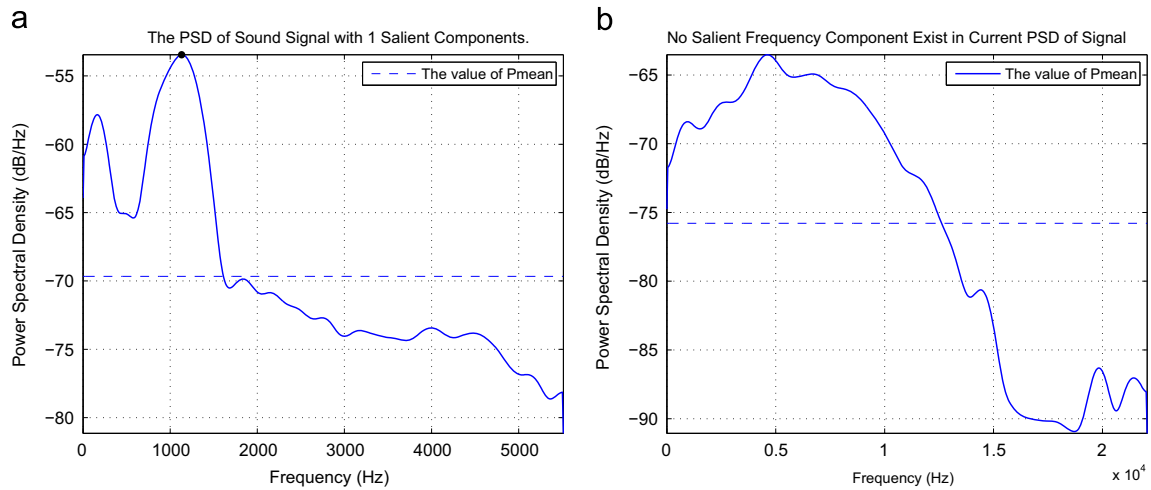 a
The PSD of Sound Signal with 1 Salient Components.
The value of Pmean
Power Spectral Density (dB/Hz)
−55
−60
−65
−70
−75
−80
0 1000 2000 3000 4000 5000
Frequency (Hz)
b
No Salient Frequency Component Exist in Current PSD of Signal
The value of Pmean
Power Spectral Density (dB/Hz)
−65
−70
−75
−80
−85
−90
0 0.5 1 1.5 2
x 10⁴
Frequency (Hz)